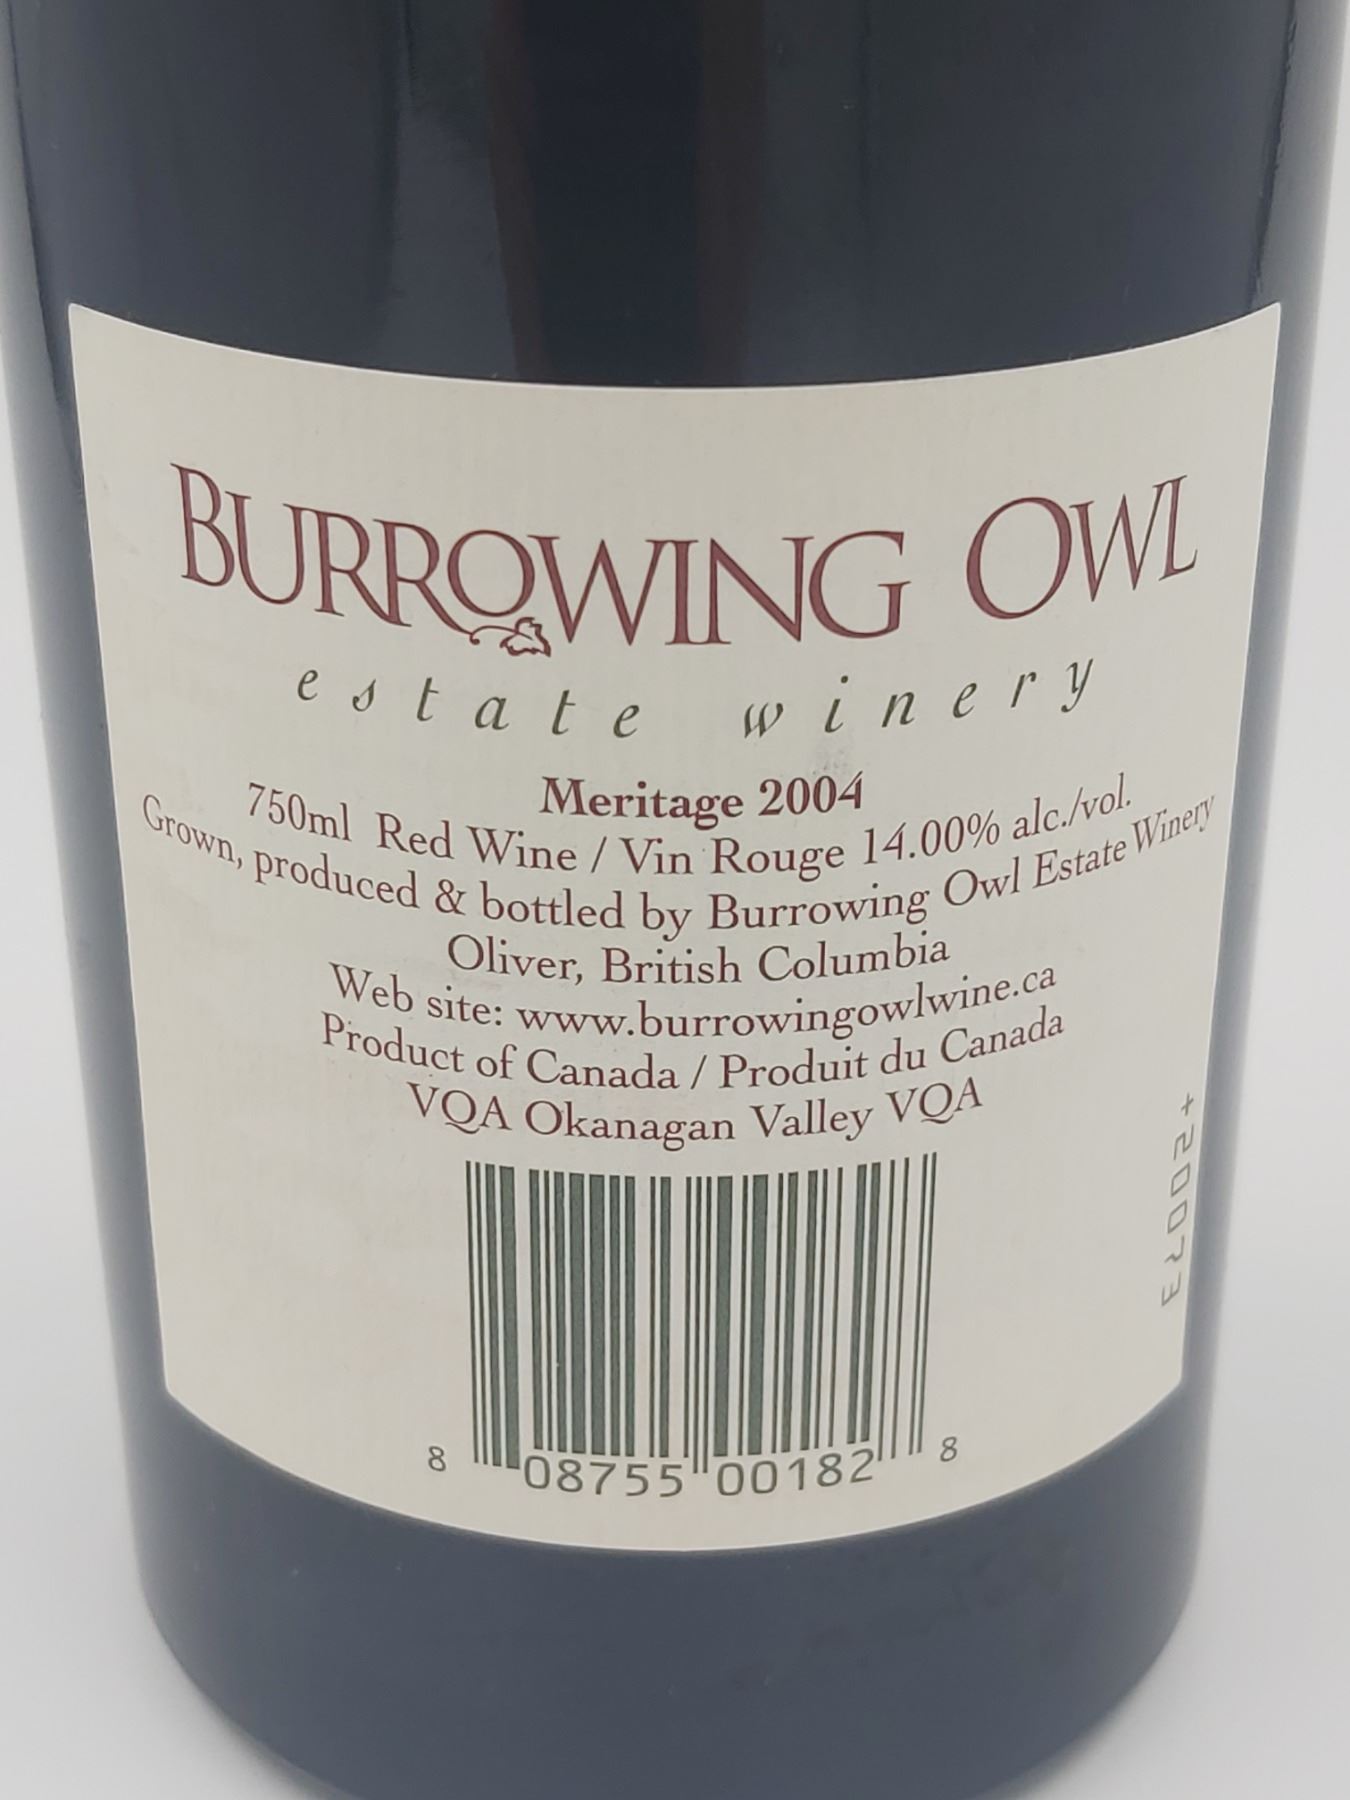 BURROWING OWL
estate winery
Meritage 2004
750ml Red Wine / Vin Rouge 14.00% alc./vol.
Grown, produced & bottled by Burrowing Owl Estate Winery
Oliver, British Columbia
Web site: www.burrowingowlwine.ca
Product of Canada / Produit du Canada
VQA Okanagan Valley VQA
+20073
8 08755 00182 8